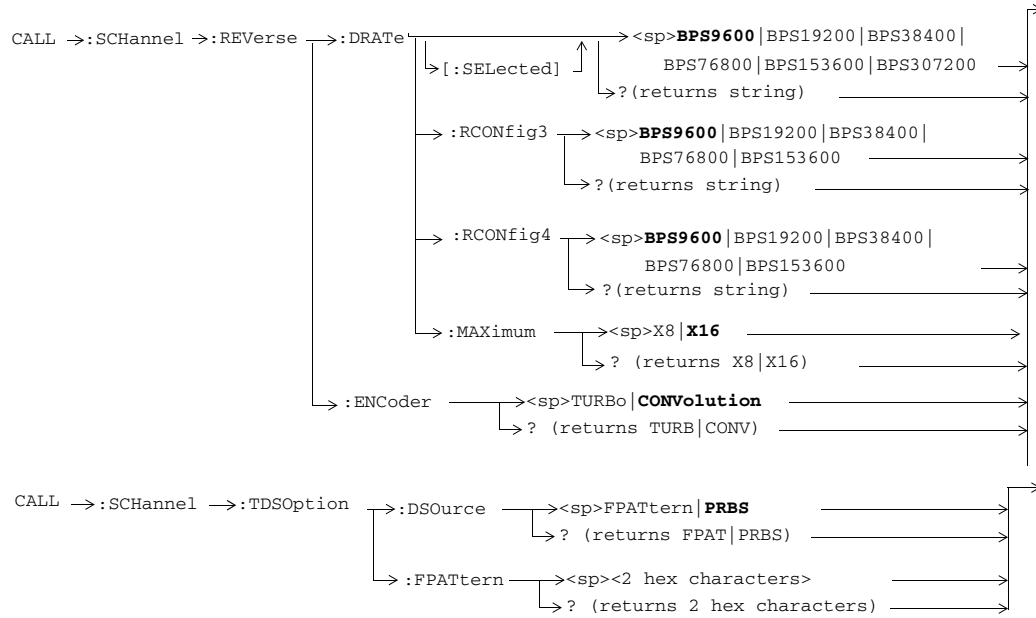 CALL :SCHannel :REVerse :DRATe <sp>BPS9600|BPS19200|BPS38400|
[:SELected] BPS76800|BPS153600|BPS307200
?(returns string)
:RCONfig3 <sp>BPS9600|BPS19200|BPS38400|
BPS76800|BPS153600
?(returns string)
:RCONfig4 <sp>BPS9600|BPS19200|BPS38400|
BPS76800|BPS153600
?(returns string)
:MAXimum <sp>X8|X16
? (returns X8|X16)
:ENCoder <sp>TURBo|CONVolution
? (returns TURB|CONV)
CALL :SCHannel :TDSOption :DSOurce <sp>FPATtern|PRBS
? (returns FPAT|PRBS)
:FPATtern <sp><2 hex characters>
? (returns 2 hex characters)